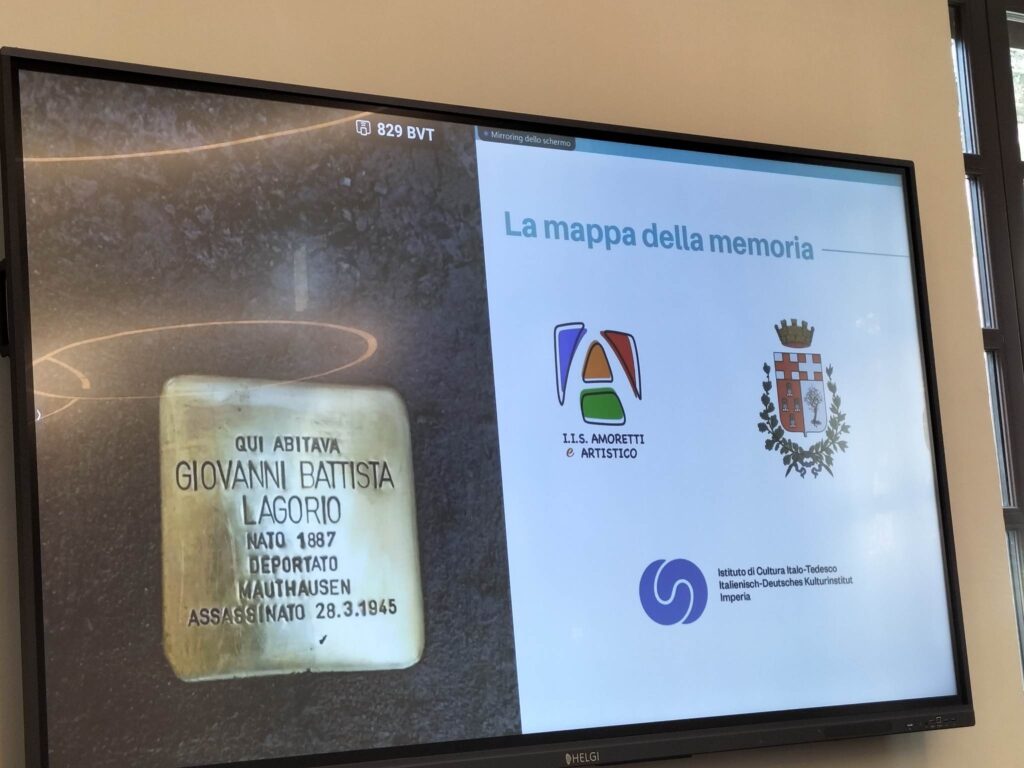 829 BVT
Mirroring dello schermo
QUI ABITAVA
GIOVANNI BATTISTA
LAGORIO
NATO 1887
DEPORTATO
MAUTHAUSEN
ASSASSINATO 28.3.1945
La mappa della memoria
I.I.S. AMORETTI
e ARTISTICO
Istituto di Cultura Italo-Tedesco
Italienisch-Deutsches Kulturinstitut
Imperia
HELGI